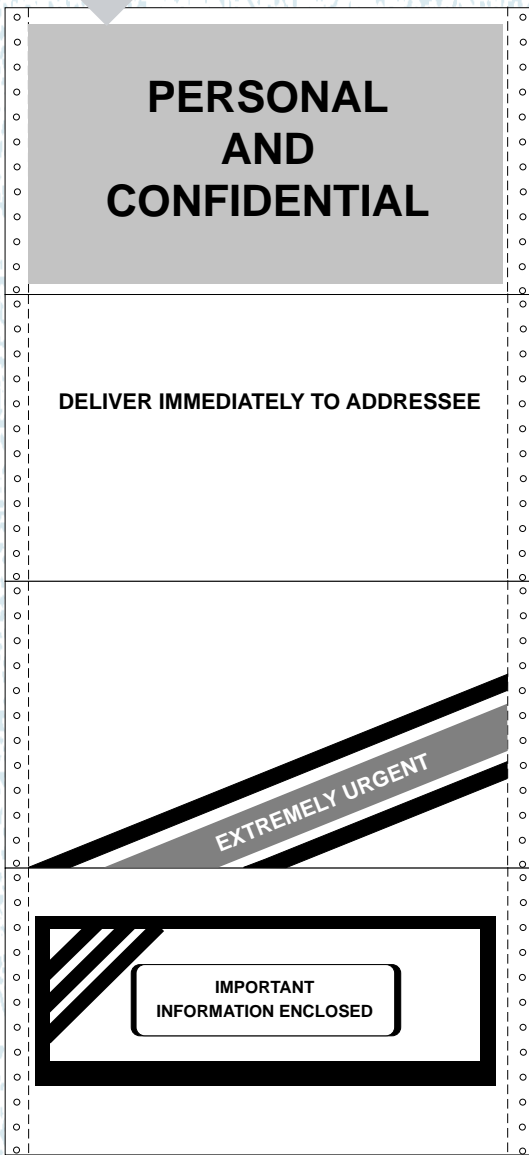 PERSONAL
AND
CONFIDENTIAL
DELIVER IMMEDIATELY TO ADDRESSEE
EXTREMELY URGENT
IMPORTANT
INFORMATION ENCLOSED